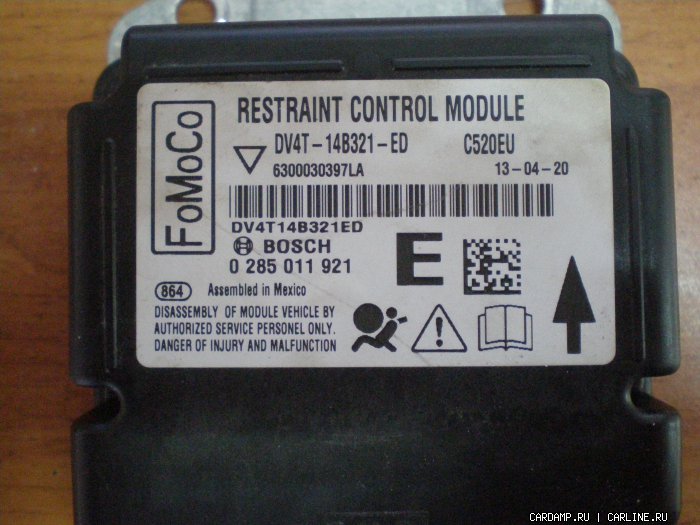 FoMoCo
RESTRAINT CONTROL MODULE
DV4T-14B321-ED C520EU
6300030397LA 13-04-20
DV4T14B321ED
BOSCH
0 285 011 921
E
864 Assembled in Mexico
DISASSEMBLY OF MODULE VEHICLE BY
AUTHORIZED SERVICE PERSONEL ONLY.
DANGER OF INJURY AND MALFUNCTION
CARDAMP.RU | CARLINE.RU